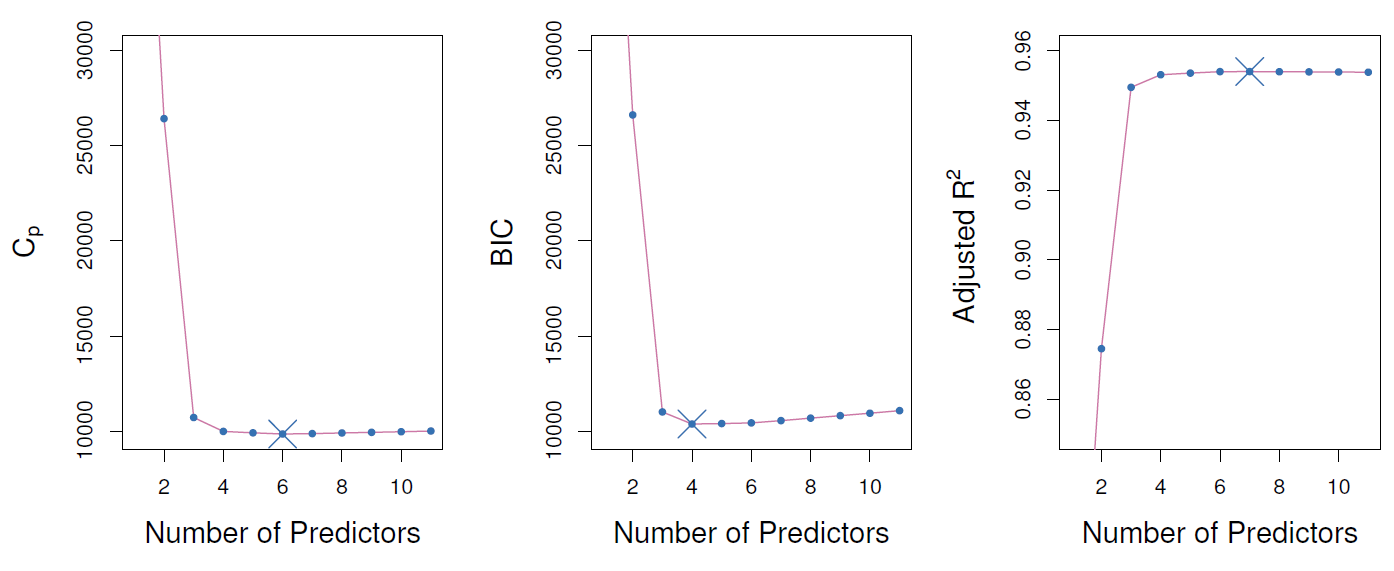 30000
25000
20000
15000
10000
Cp
2 4 6 8 10
Number of Predictors
30000
25000
20000
15000
10000
BIC
2 4 6 8 10
Number of Predictors
0.96
0.94
0.92
0.90
0.88
0.86
Adjusted R²
2 4 6 8 10
Number of Predictors